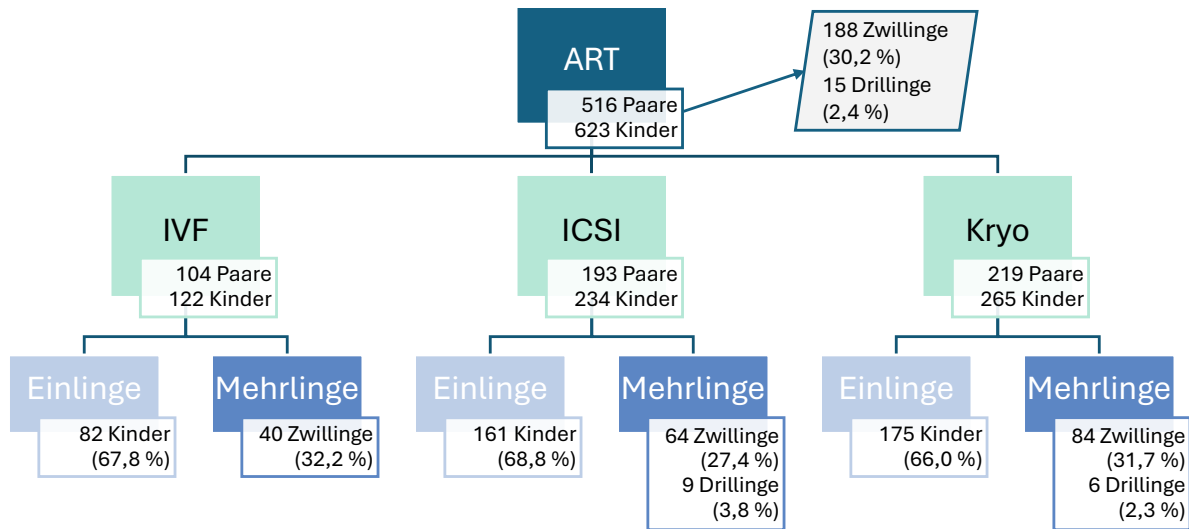 ART
516 Paare
623 Kinder
188 Zwillinge
(30,2 %)
15 Drillinge
(2,4 %)
IVF
104 Paare
122 Kinder
ICSI
193 Paare
234 Kinder
Kryo
219 Paare
265 Kinder
Einlinge
82 Kinder
(67,8 %)
Mehrlinge
40 Zwillinge
(32,2 %)
Einlinge
161 Kinder
(68,8 %)
Mehrlinge
64 Zwillinge
(27,4 %)
9 Drillinge
(3,8 %)
Einlinge
175 Kinder
(66,0 %)
Mehrlinge
84 Zwillinge
(31,7 %)
6 Drillinge
(2,3 %)